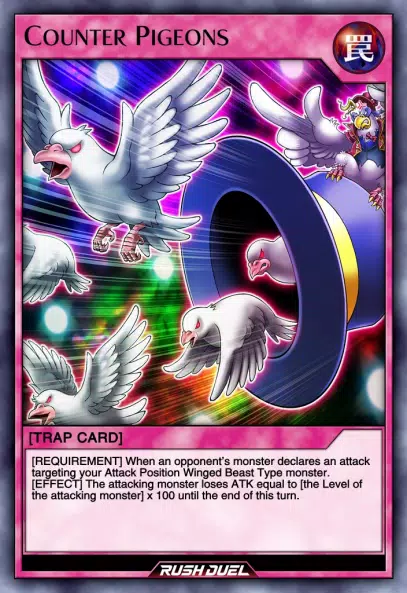 COUNTER PIGEONS
罠
[TRAP CARD]
[REQUIREMENT] When an opponent's monster declares an attack
targeting your Attack Position Winged Beast Type monster.
[EFFECT] The attacking monster loses ATK equal to [the Level of
the attacking monster] x 100 until the end of this turn.
RUSH DUEL